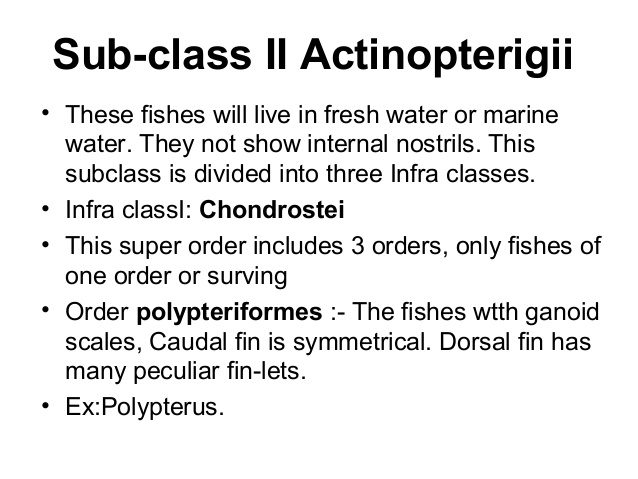 Sub-class II Actinopterigii
• These fishes will live in fresh water or marine
water. They not show internal nostrils. This
subclass is divided into three Infra classes.
• Infra classI: Chondrostei
• This super order includes 3 orders, only fishes of
one order or surving
• Order polypteriformes :- The fishes wtth ganoid
scales, Caudal fin is symmetrical. Dorsal fin has
many peculiar fin-lets.
• Ex:Polypterus.